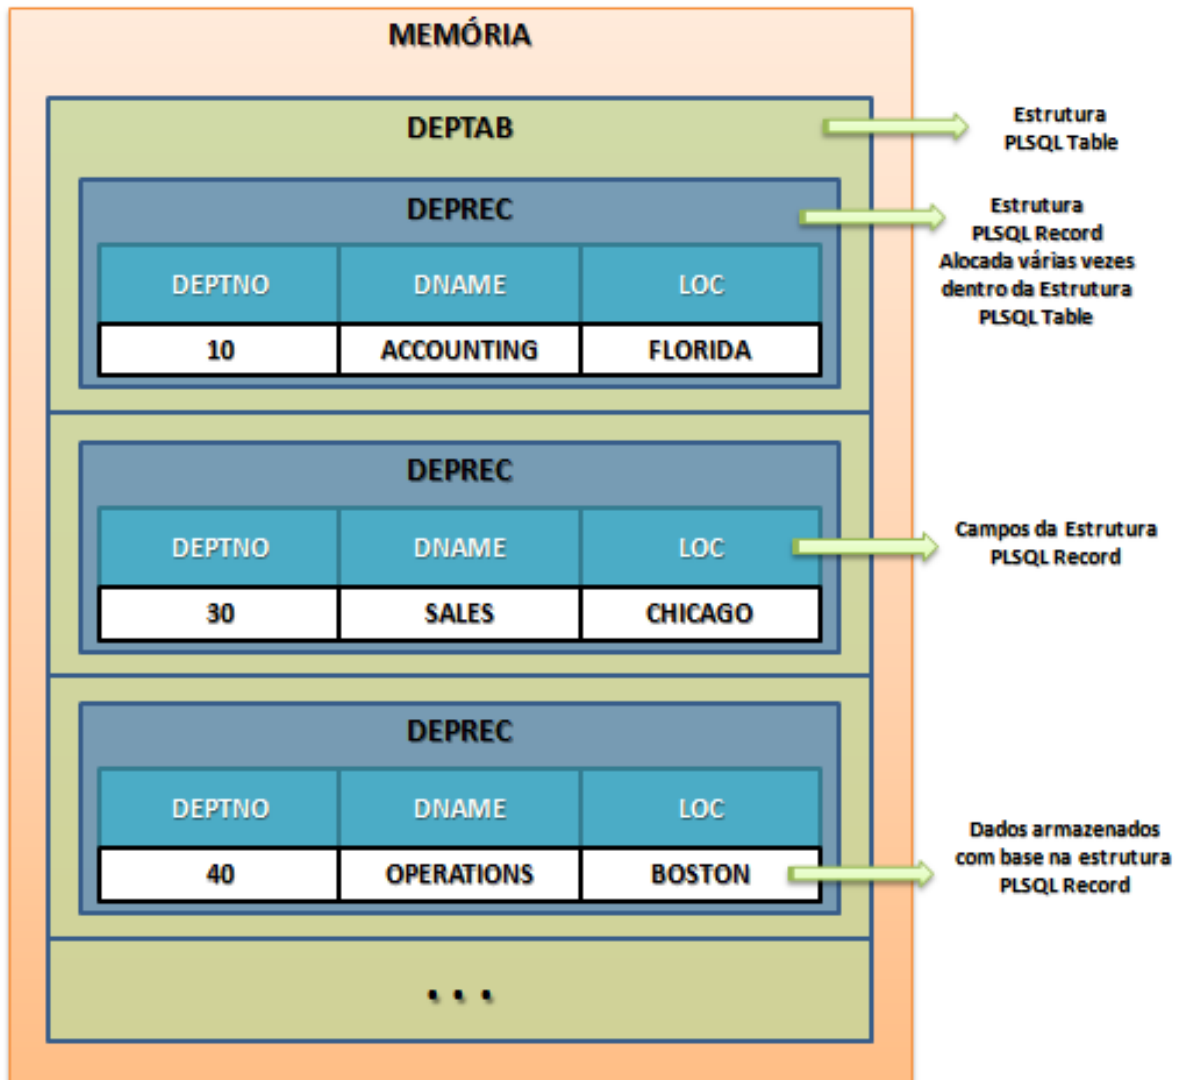 MEMÓRIA
DEPTAB
Estrutura
PLSQL Table
DEPREC
Estrutura
PLSQL Record
Alocada várias vezes
dentro da Estrutura
PLSQL Table
DEPTNO DNAME LOC
10 ACCOUNTING FLORIDA
DEPREC
DEPTNO DNAME LOC
Campos da Estrutura
PLSQL Record
30 SALES CHICAGO
DEPREC
DEPTNO DNAME LOC
40 OPERATIONS BOSTON
Dados armazenados
com base na estrutura
PLSQL Record
...